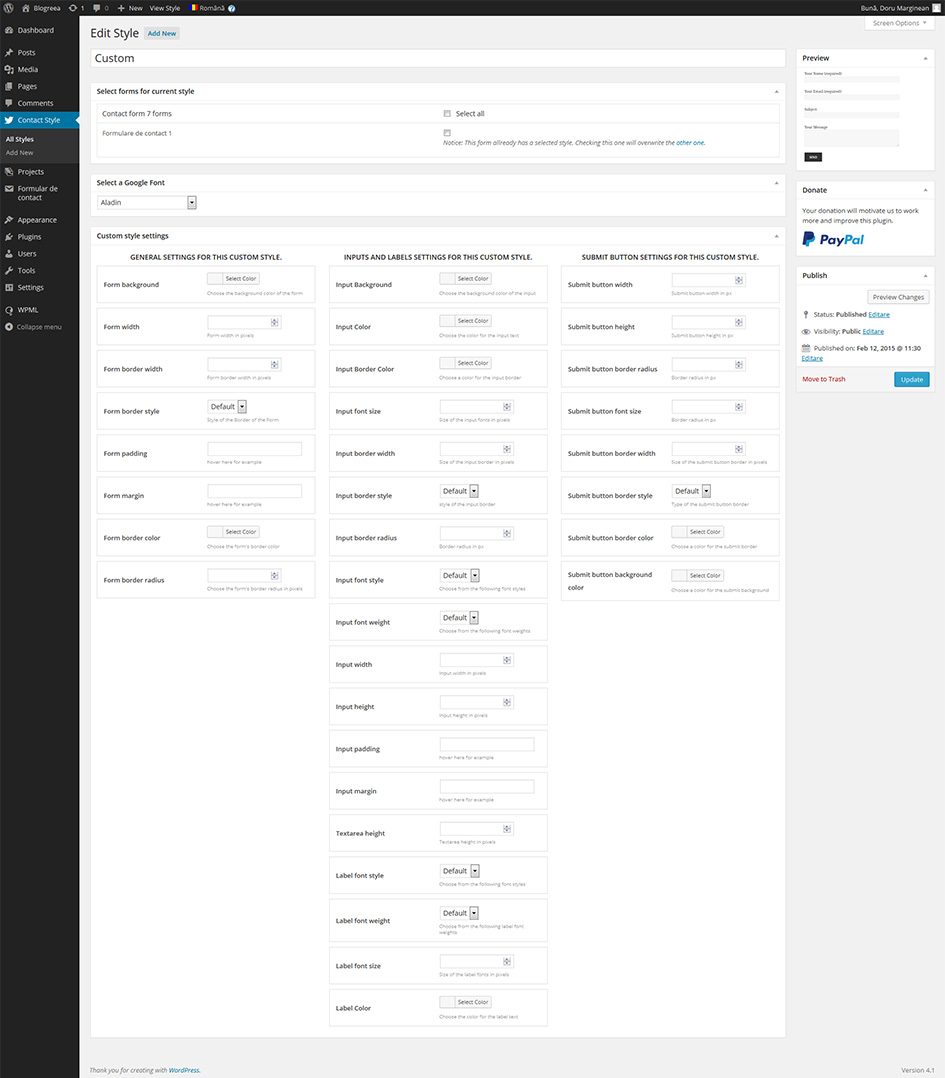 Blogreea 1 0 New View Style Română Bună, Doru Marginean
Screen Options
Dashboard
Posts
Media
Pages
Comments
Contact Style
All Styles
Add New
Projects
Formular de
contact
Appearance
Plugins
Users
Tools
Settings
WPML
Collapse menu
Edit Style Add New
Custom
Select forms for current style
Contact form 7 forms Select all
Formulare de contact 1
Notice: This form allready has a selected style. Checking this one will overwrite the other one.
Select a Google Font
Aladin
Custom style settings
GENERAL SETTINGS FOR THIS CUSTOM STYLE.
Form background Select Color
Choose the background color of the form
Form width
Form width in pixels
Form border width
Form border width in pixels
Form border style Default
Style of the Border of the Form
Form padding
hover here for example
Form margin
hover here for example
Form border color Select Color
Choose the form's border color
Form border radius
Choose the form's border radius in pixels
INPUTS AND LABELS SETTINGS FOR THIS CUSTOM STYLE.
Input Background Select Color
Choose the background color of the input
Input Color Select Color
Choose the color for the input text
Input Border Color Select Color
Choose a color for the input border
Input font size
Size of the input fonts in pixels
Input border width
Size of the input border in pixels
Input border style Default
style of the input border
Input border radius
Border radius in px
Input font style Default
Choose from the following font styles
Input font weight Default
Choose from the following font weights
Input width
Input width in pixels
Input height
Input height in pixels
Input padding
hover here for example
Input margin
hover here for example
Textarea height
Textarea height in pixels
Label font style Default
Choose from the following font styles
Label font weight Default
Choose from the following label font
weights
Label font size
Size of the label fonts in pixels
Label Color Select Color
Choose the color for the label text
SUBMIT BUTTON SETTINGS FOR THIS CUSTOM STYLE.
Submit button width
Submit button width in px
Submit button height
Submit button height in px
Submit button border radius
Border radius in px
Submit button font size
Border radius in px
Submit button border width
Size of the submit button border in pixels
Submit button border style Default
Type of the submit button border
Submit button border color Select Color
Choose a color for the submit border
Submit button background
color Select Color
Choose a color for the submit background
Preview
Your Name (required)
Your Email (required)
Subject
Your Message
SEND
Donate
Your donation will motivate us to work
more and improve this plugin.
PayPal
Publish
Preview Changes
Status: Published Editare
Visibility: Public Editare
Published on: Feb 12, 2015 @ 11:30
Editare
Move to Trash Update
Thank you for creating with WordPress. Version 4.1